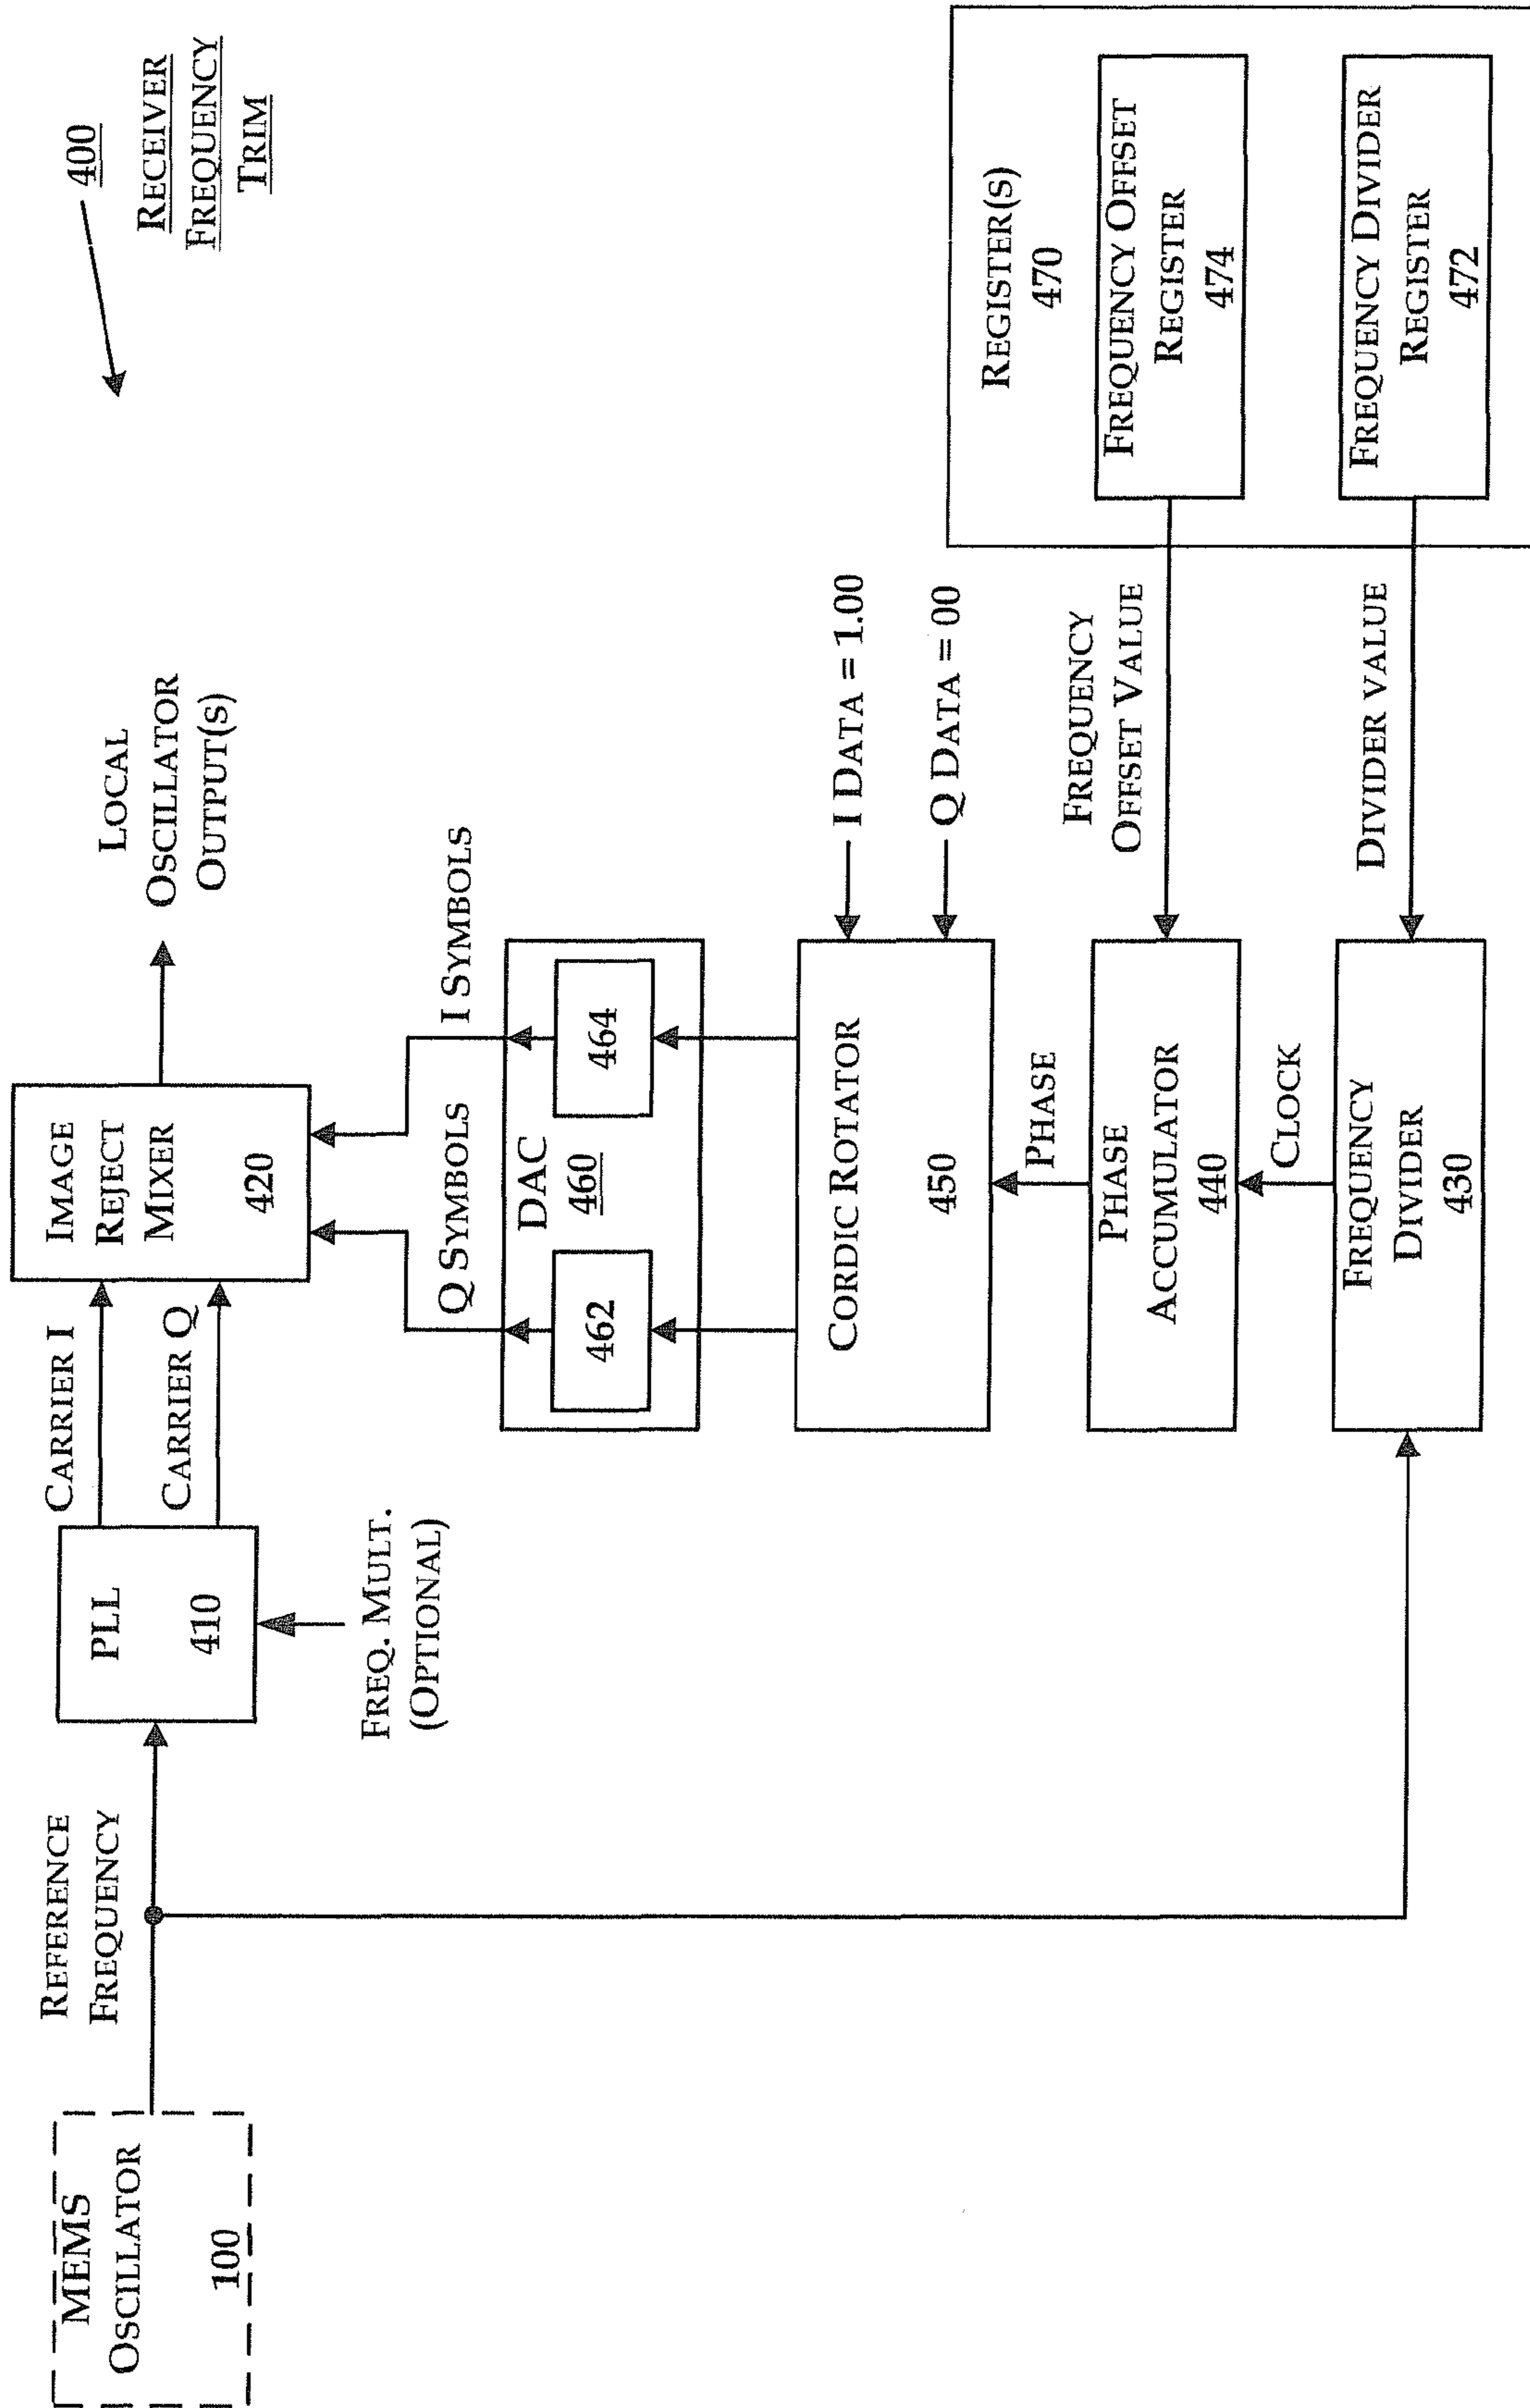 400
RECEIVER
FREQUENCY
TRIM
MEMS
OSCILLATOR
100
REFERENCE
FREQUENCY
PLL
410
FREQ. MULT.
(OPTIONAL)
CARRIER I
CARRIER Q
IMAGE
REJECT
MIXER
420
LOCAL
OSCILLATOR
OUTPUT(S)
Q SYMBOLS
I SYMBOLS
DAC
460
462
464
CORDIC ROTATOR
450
I DATA = 1.00
Q DATA = 00
PHASE
PHASE
ACCUMULATOR
440
FREQUENCY
OFFSET VALUE
CLOCK
FREQUENCY
DIVIDER
430
DIVIDER VALUE
REGISTER(S)
470
FREQUENCY OFFSET
REGISTER
474
FREQUENCY DIVIDER
REGISTER
472